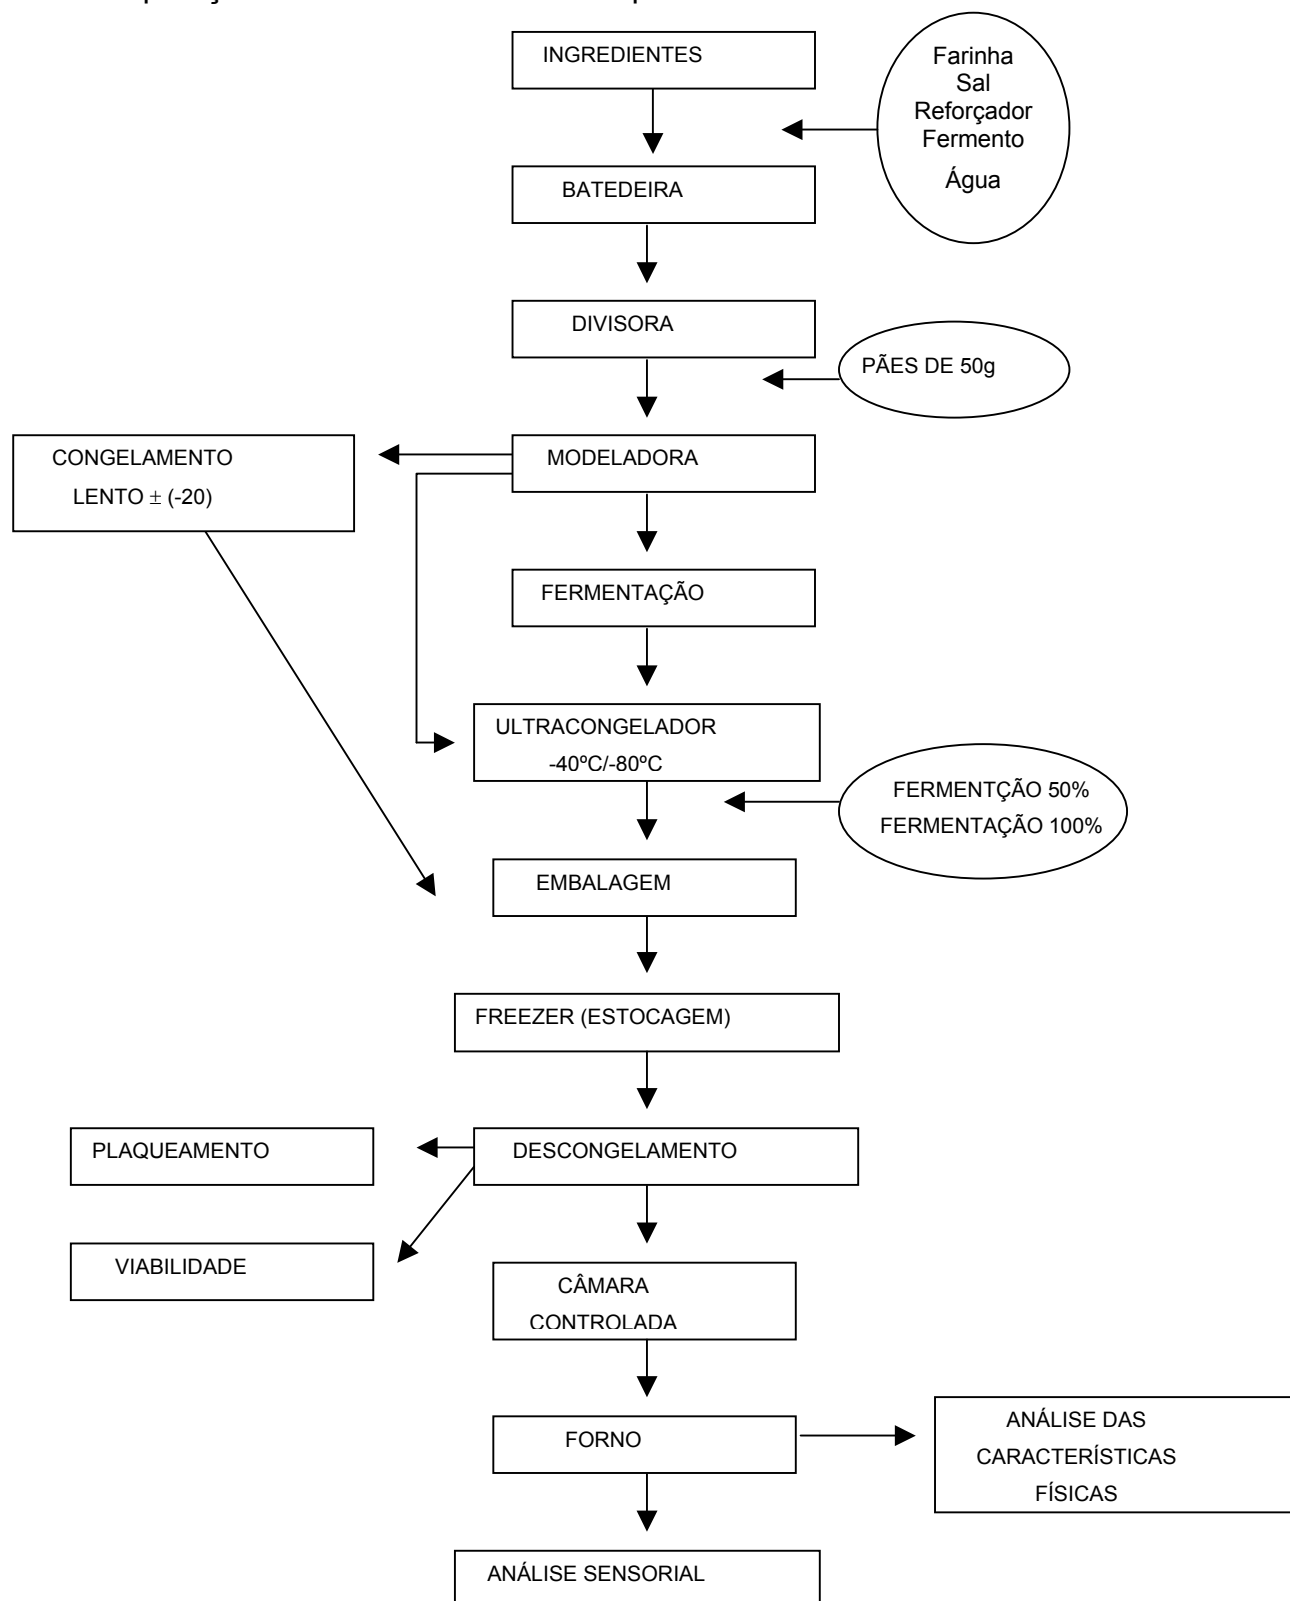 INGREDIENTES
Farinha
Sal
Reforçador
Fermento
Água
BATEDEIRA
DIVISORA
PÃES DE 50g
CONGELAMENTO
LENTO ± (-20)
MODELADORA
FERMENTAÇÃO
ULTRACONGELADOR
-40ºC/-80ºC
FERMENTÇÃO 50%
FERMENTAÇÃO 100%
EMBALAGEM
FREEZER (ESTOCAGEM)
PLAQUEAMENTO
DESCONGELAMENTO
VIABILIDADE
CÂMARA
CONTROLADA
FORNO
ANÁLISE DAS
CARACTERÍSTICAS
FÍSICAS
ANÁLISE SENSORIAL